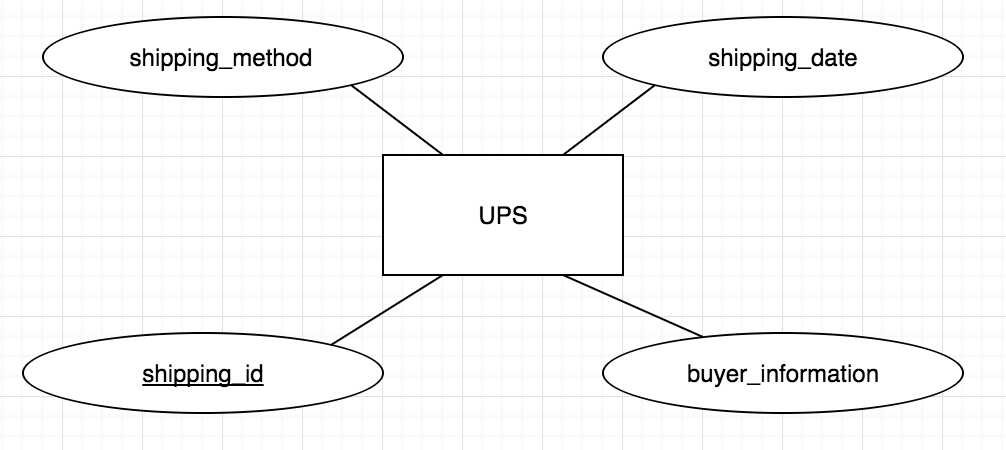 shipping_method
shipping_date
UPS
shipping_id
buyer_information